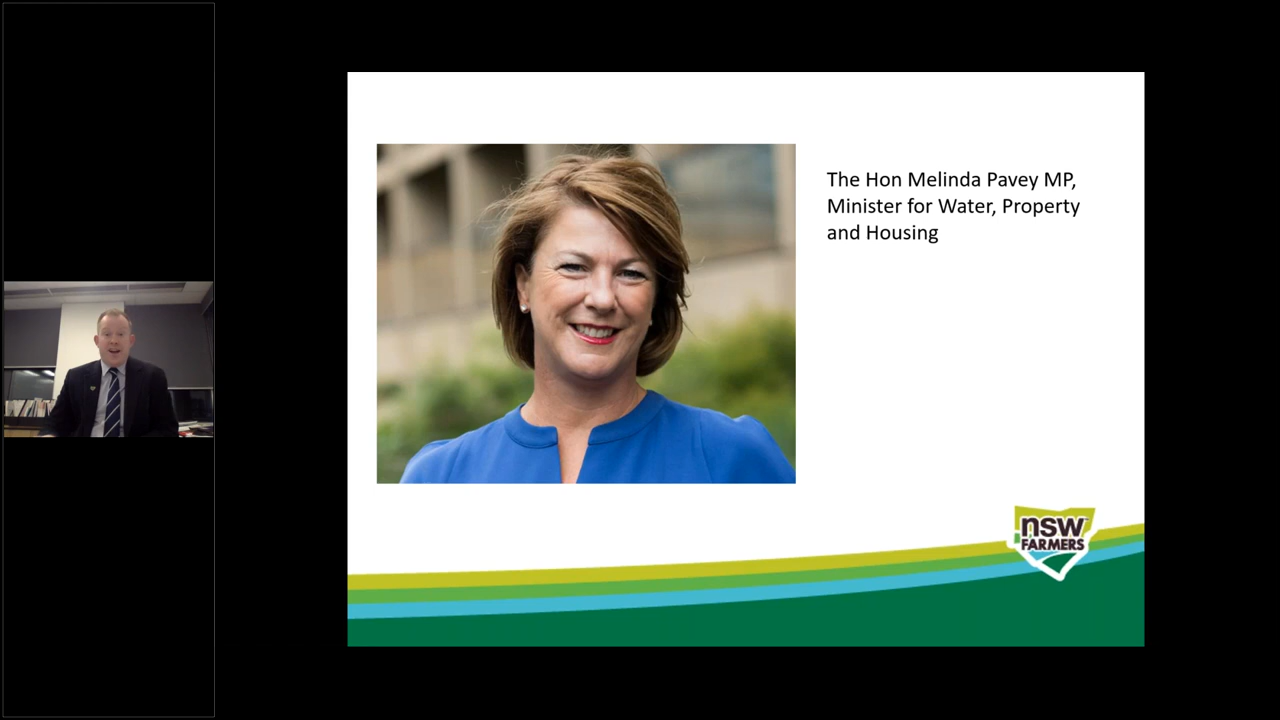 The Hon Melinda Pavey MP,
Minister for Water, Property
and Housing
nsw
FARMERS